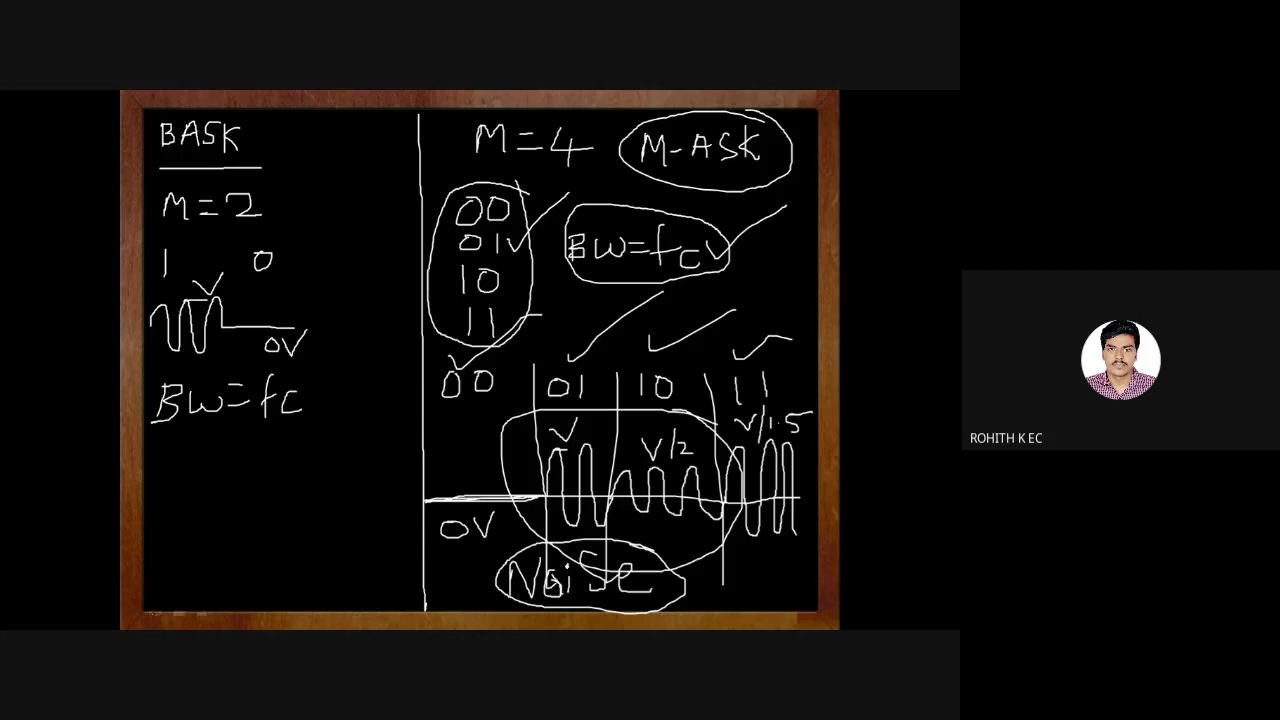 BASK
M=2
1 0
V
0V
BW=fc
M=4 M-ASK
00
01
10
11
BW=fc
00 01 10 11
V V/2 V/1.5
0V
Noise
ROHITH K EC